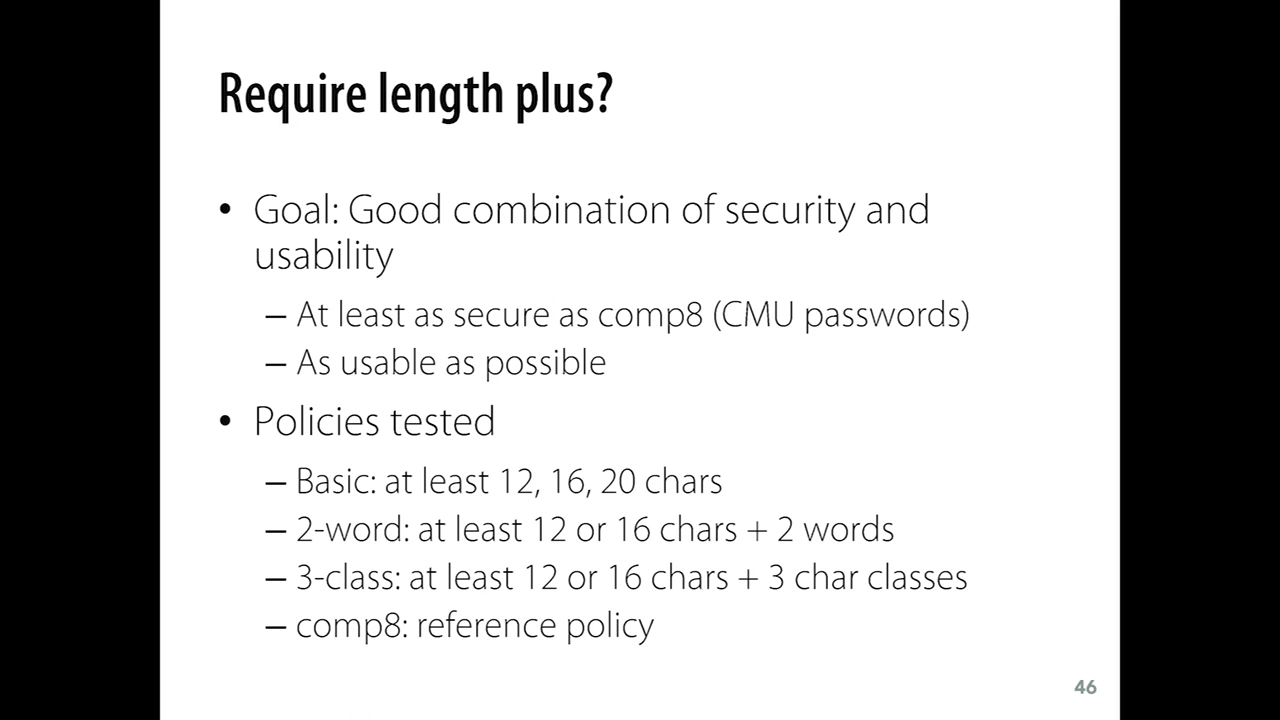 Require length plus?
• Goal: Good combination of security and
usability
– At least as secure as comp8 (CMU passwords)
– As usable as possible
• Policies tested
– Basic: at least 12, 16, 20 chars
– 2-word: at least 12 or 16 chars + 2 words
– 3-class: at least 12 or 16 chars + 3 char classes
– comp8: reference policy
46